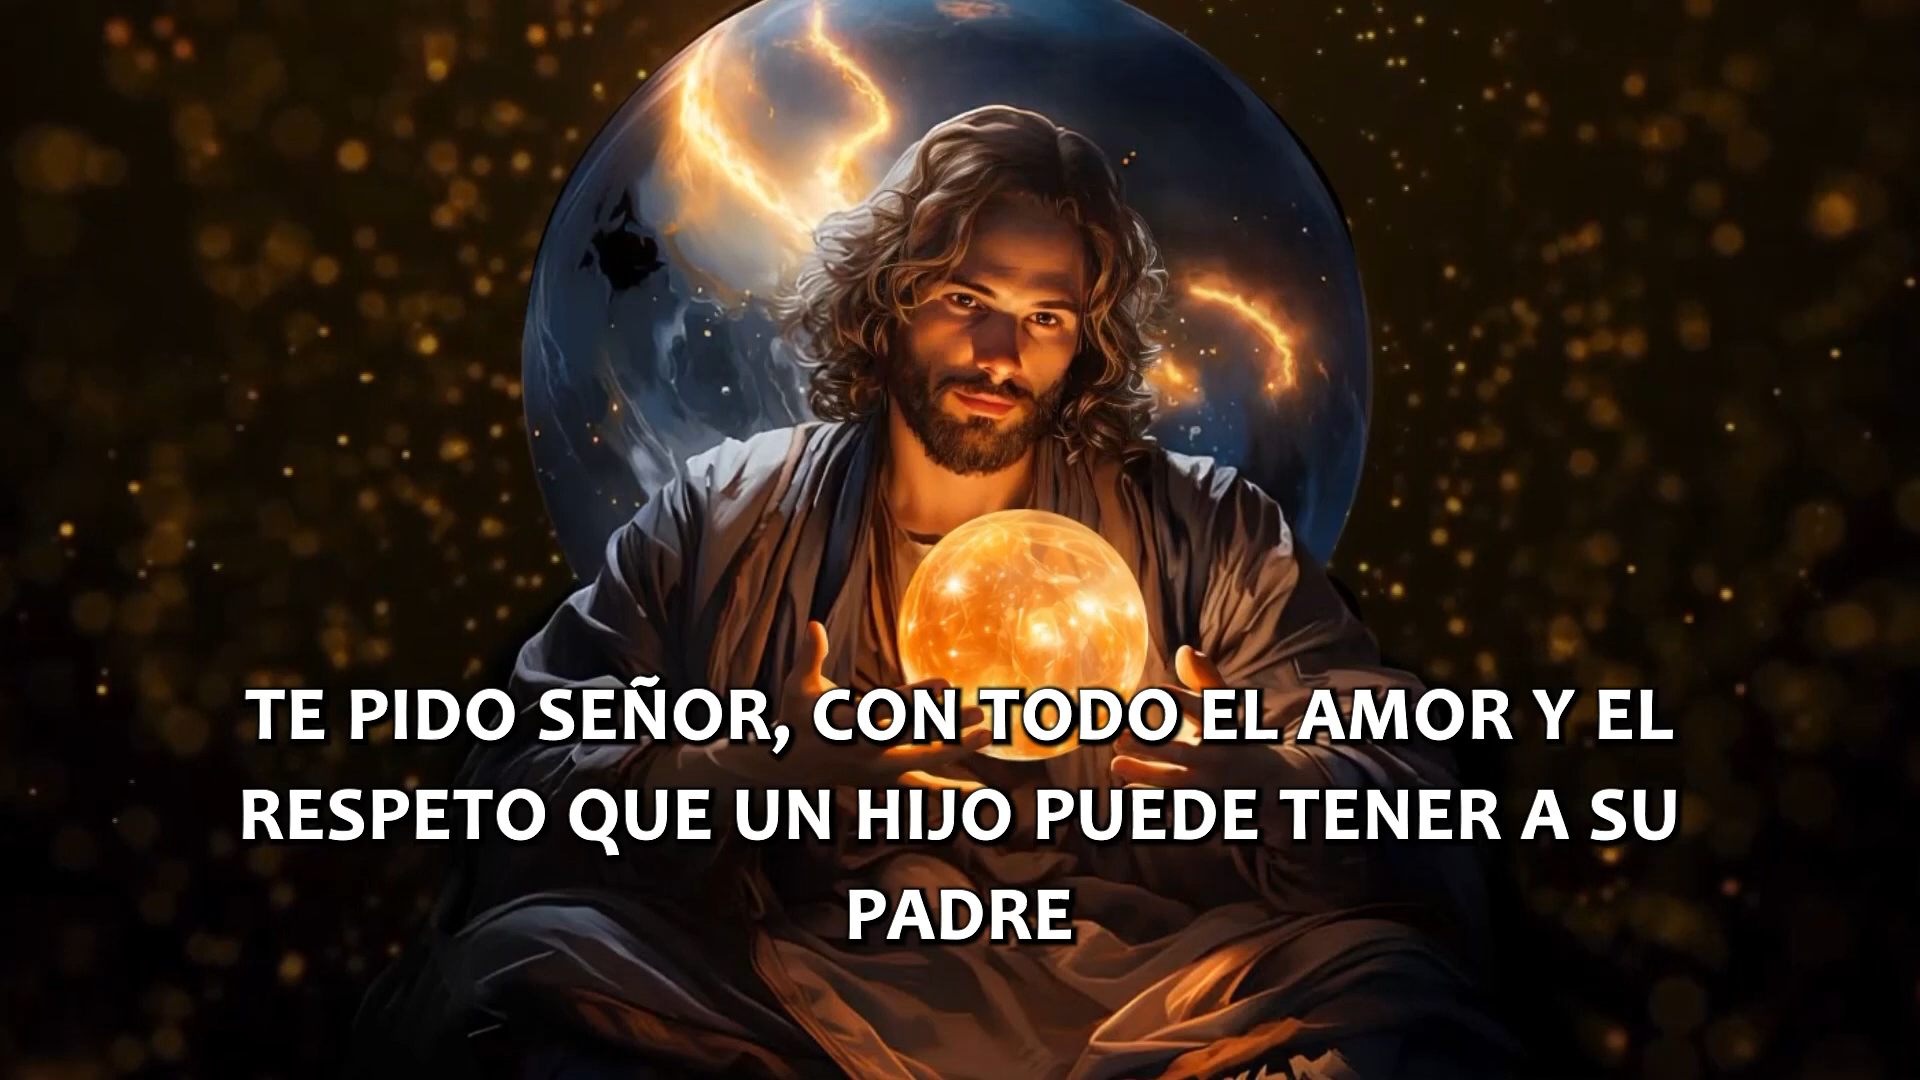 TE PIDO SEÑOR, CON TODO EL AMOR Y EL
RESPETO QUE UN HIJO PUEDE TENER A SU
PADRE